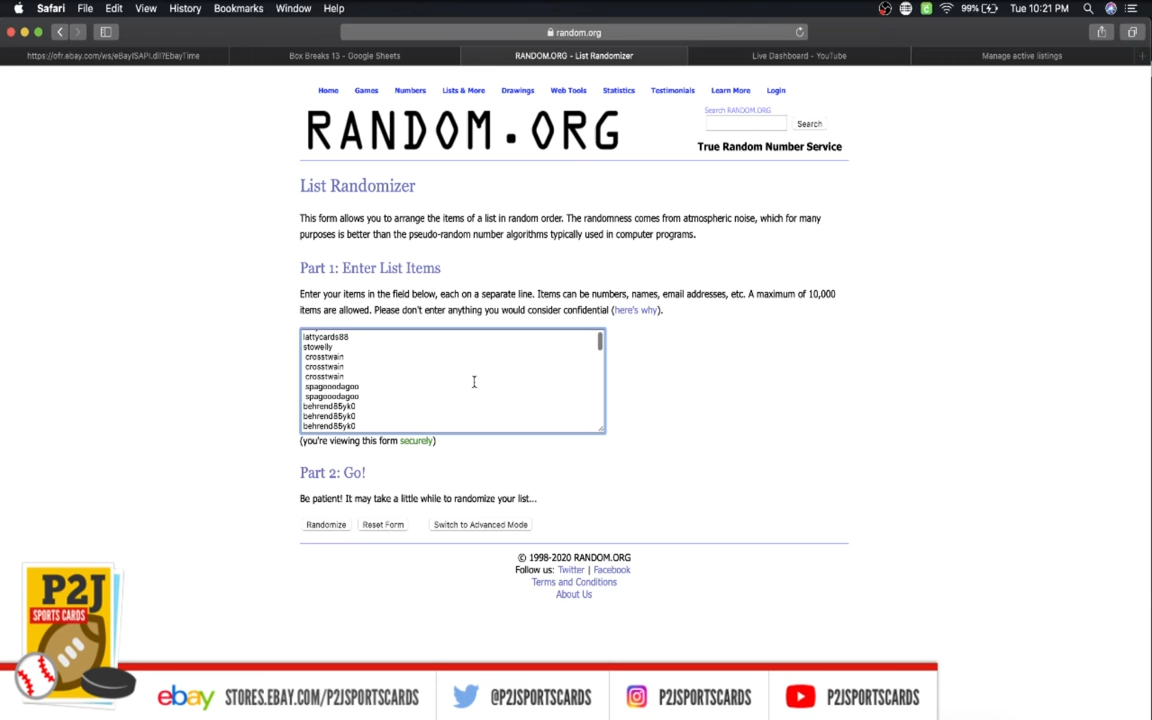 Safari File Edit View History Bookmarks Window Help 99% Tue 10:21 PM
random.org
https://ofr.ebay.com/ws/eBayISAPI.dll?EbayTime Box Breaks 13 - Google Sheets RANDOM.ORG - List Randomizer Live Dashboard - YouTube Manage active listings
Home Games Numbers Lists & More Drawings Web Tools Statistics Testimonials Learn More Login
RANDOM.ORG
Search RANDOM.ORG
Search
True Random Number Service
List Randomizer
This form allows you to arrange the items of a list in random order. The randomness comes from atmospheric noise, which for many
purposes is better than the pseudo-random number algorithms typically used in computer programs.
Part 1: Enter List Items
Enter your items in the field below, each on a separate line. Items can be numbers, names, email addresses, etc. A maximum of 10,000
items are allowed. Please don't enter anything you would consider confidential (here's why).
lattycards88
stowelly
crosstwain
crosstwain
crosstwain
spagooodagoo
spagooodagoo
behrend85yk0
behrend85yk0
behrend85yk0
(you're viewing this form securely)
Part 2: Go!
Be patient! It may take a little while to randomize your list...
Randomize Reset Form Switch to Advanced Mode
© 1998-2020 RANDOM.ORG
Follow us: Twitter | Facebook
Terms and Conditions
About Us
P2J
SPORTS CARDS
ebay STORES.EBAY.COM/P2JSPORTSCARDS @P2JSPORTSCARDS P2JSPORTSCARDS P2JSPORTSCARDS